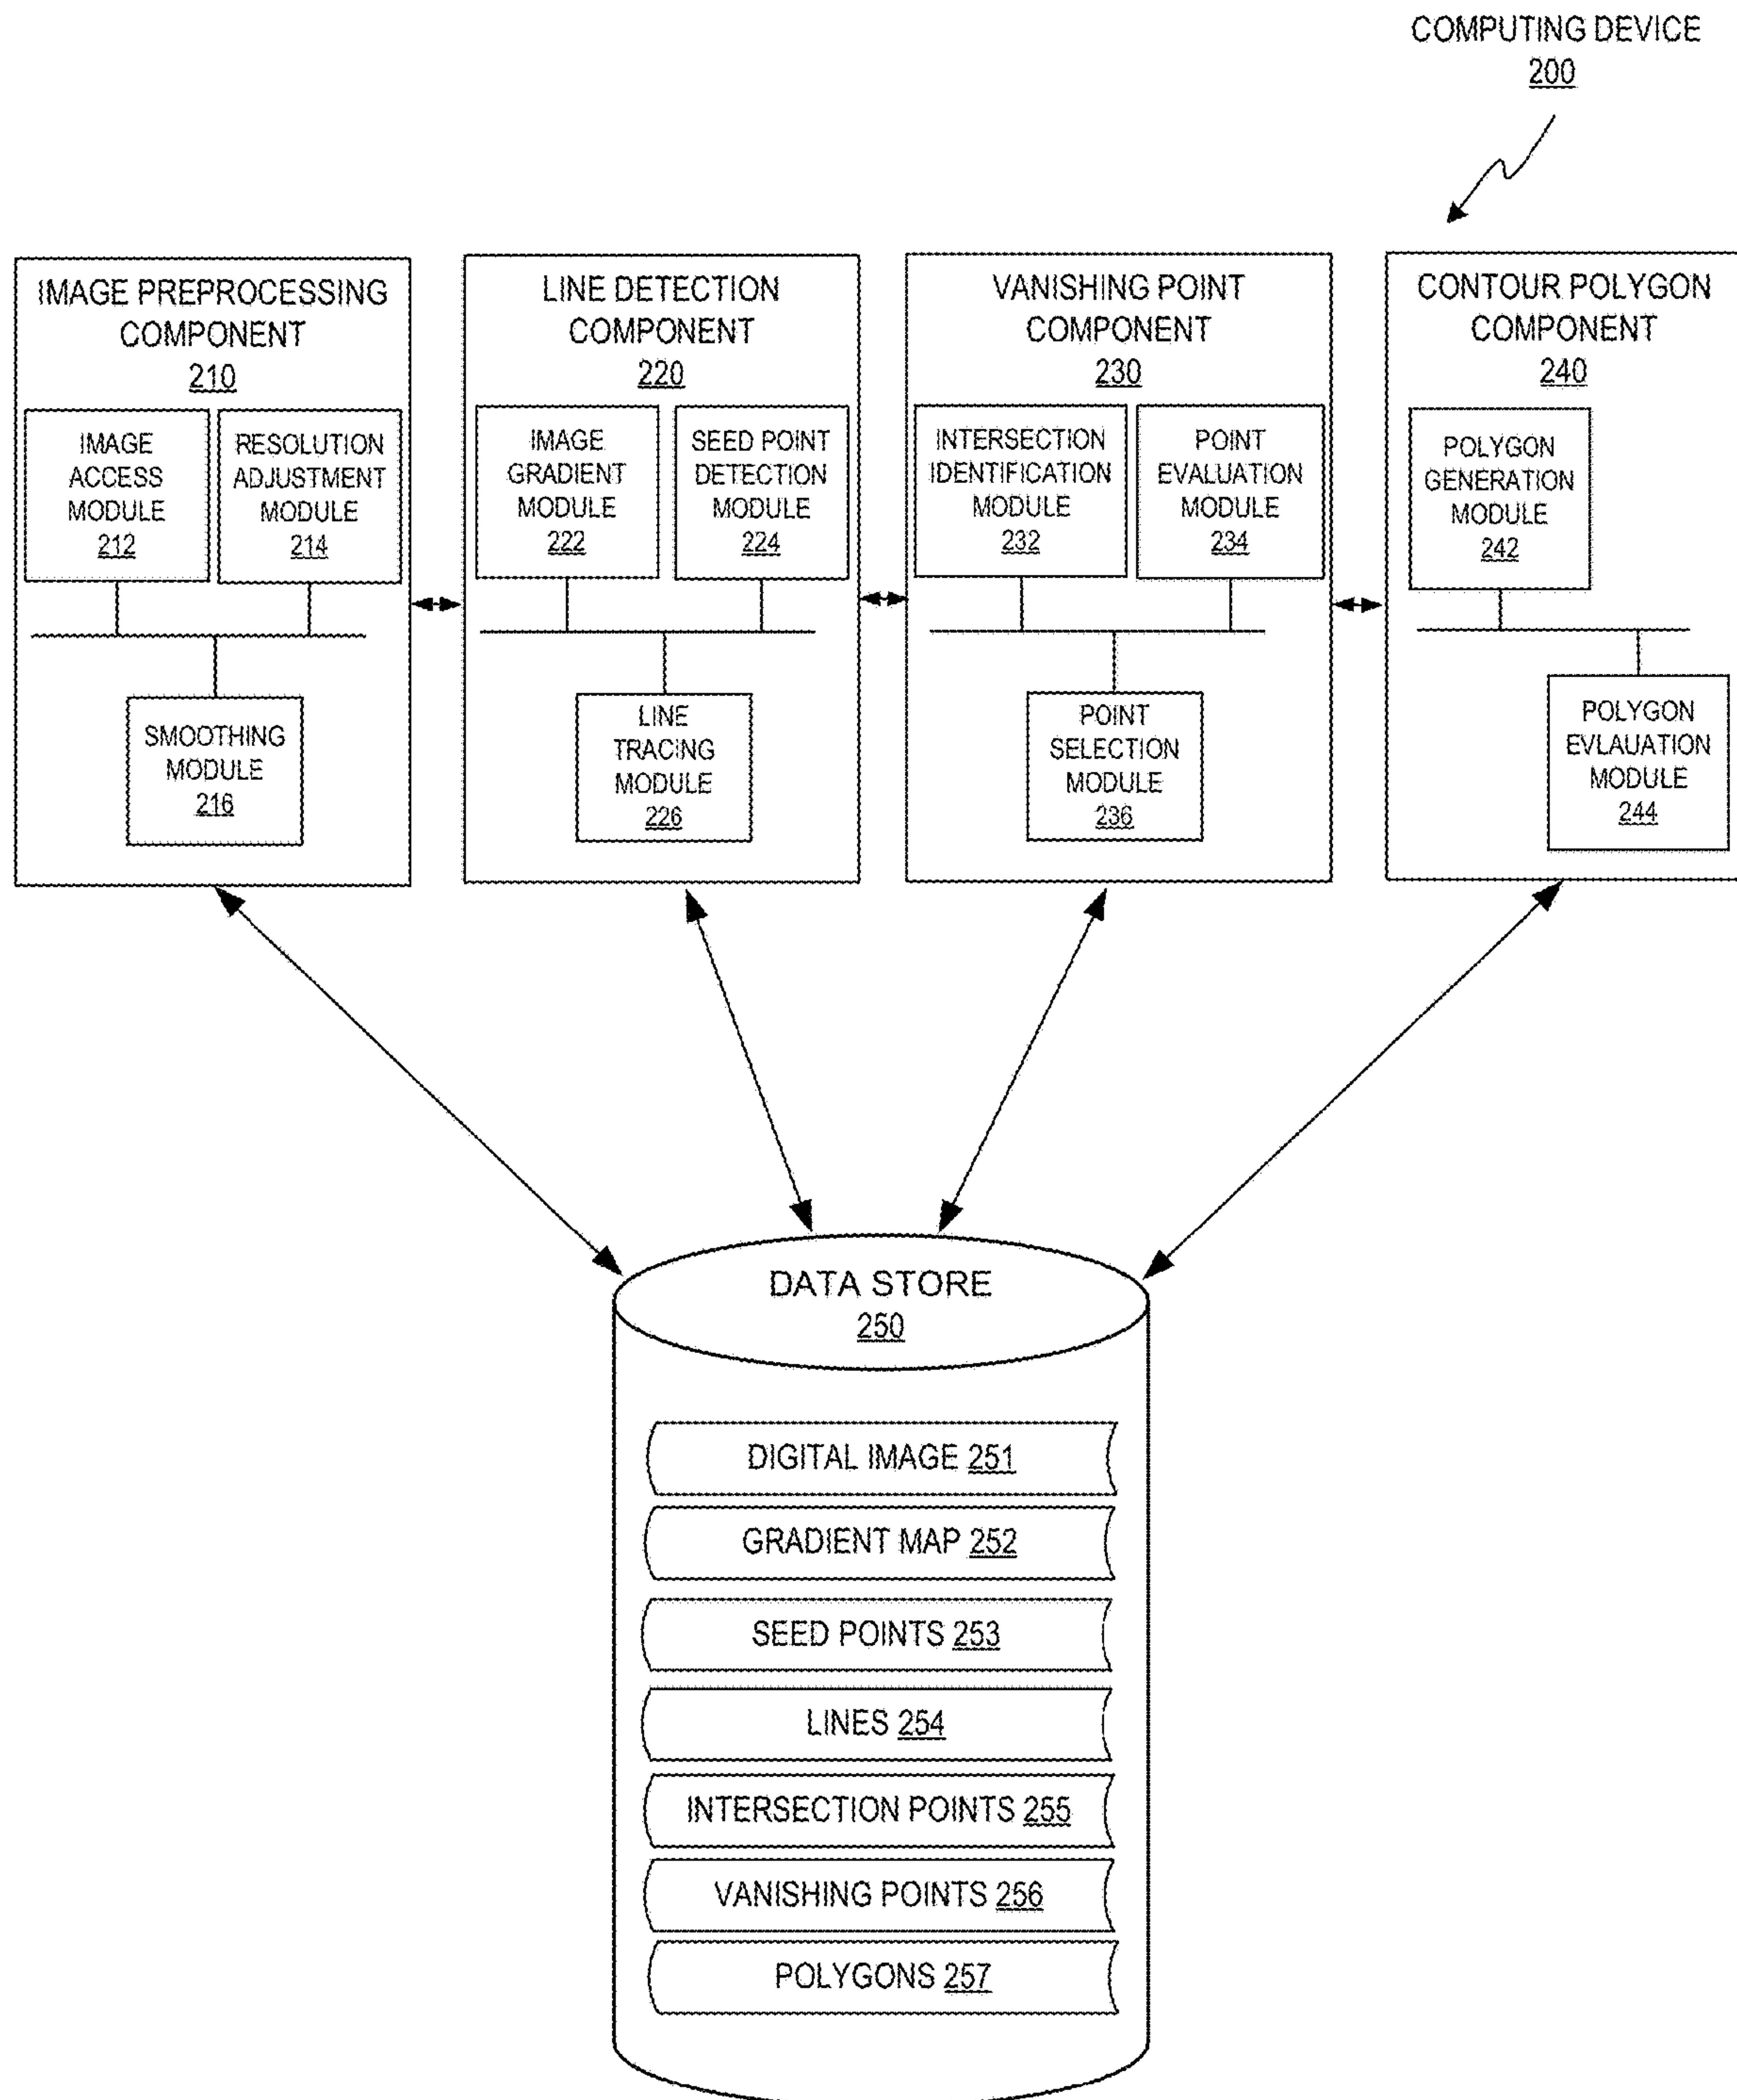 COMPUTING DEVICE
200
IMAGE PREPROCESSING
COMPONENT
210
IMAGE
ACCESS
MODULE
212
RESOLUTION
ADJUSTMENT
MODULE
214
SMOOTHING
MODULE
216
LINE DETECTION
COMPONENT
220
IMAGE
GRADIENT
MODULE
222
SEED POINT
DETECTION
MODULE
224
LINE
TRACING
MODULE
226
VANISHING POINT
COMPONENT
230
INTERSECTION
IDENTIFICATION
MODULE
232
POINT
EVALUATION
MODULE
234
POINT
SELECTION
MODULE
236
CONTOUR POLYGON
COMPONENT
240
POLYGON
GENERATION
MODULE
242
POLYGON
EVLAUATION
MODULE
244
DATA STORE
250
DIGITAL IMAGE 251
GRADIENT MAP 252
SEED POINTS 253
LINES 254
INTERSECTION POINTS 255
VANISHING POINTS 256
POLYGONS 257